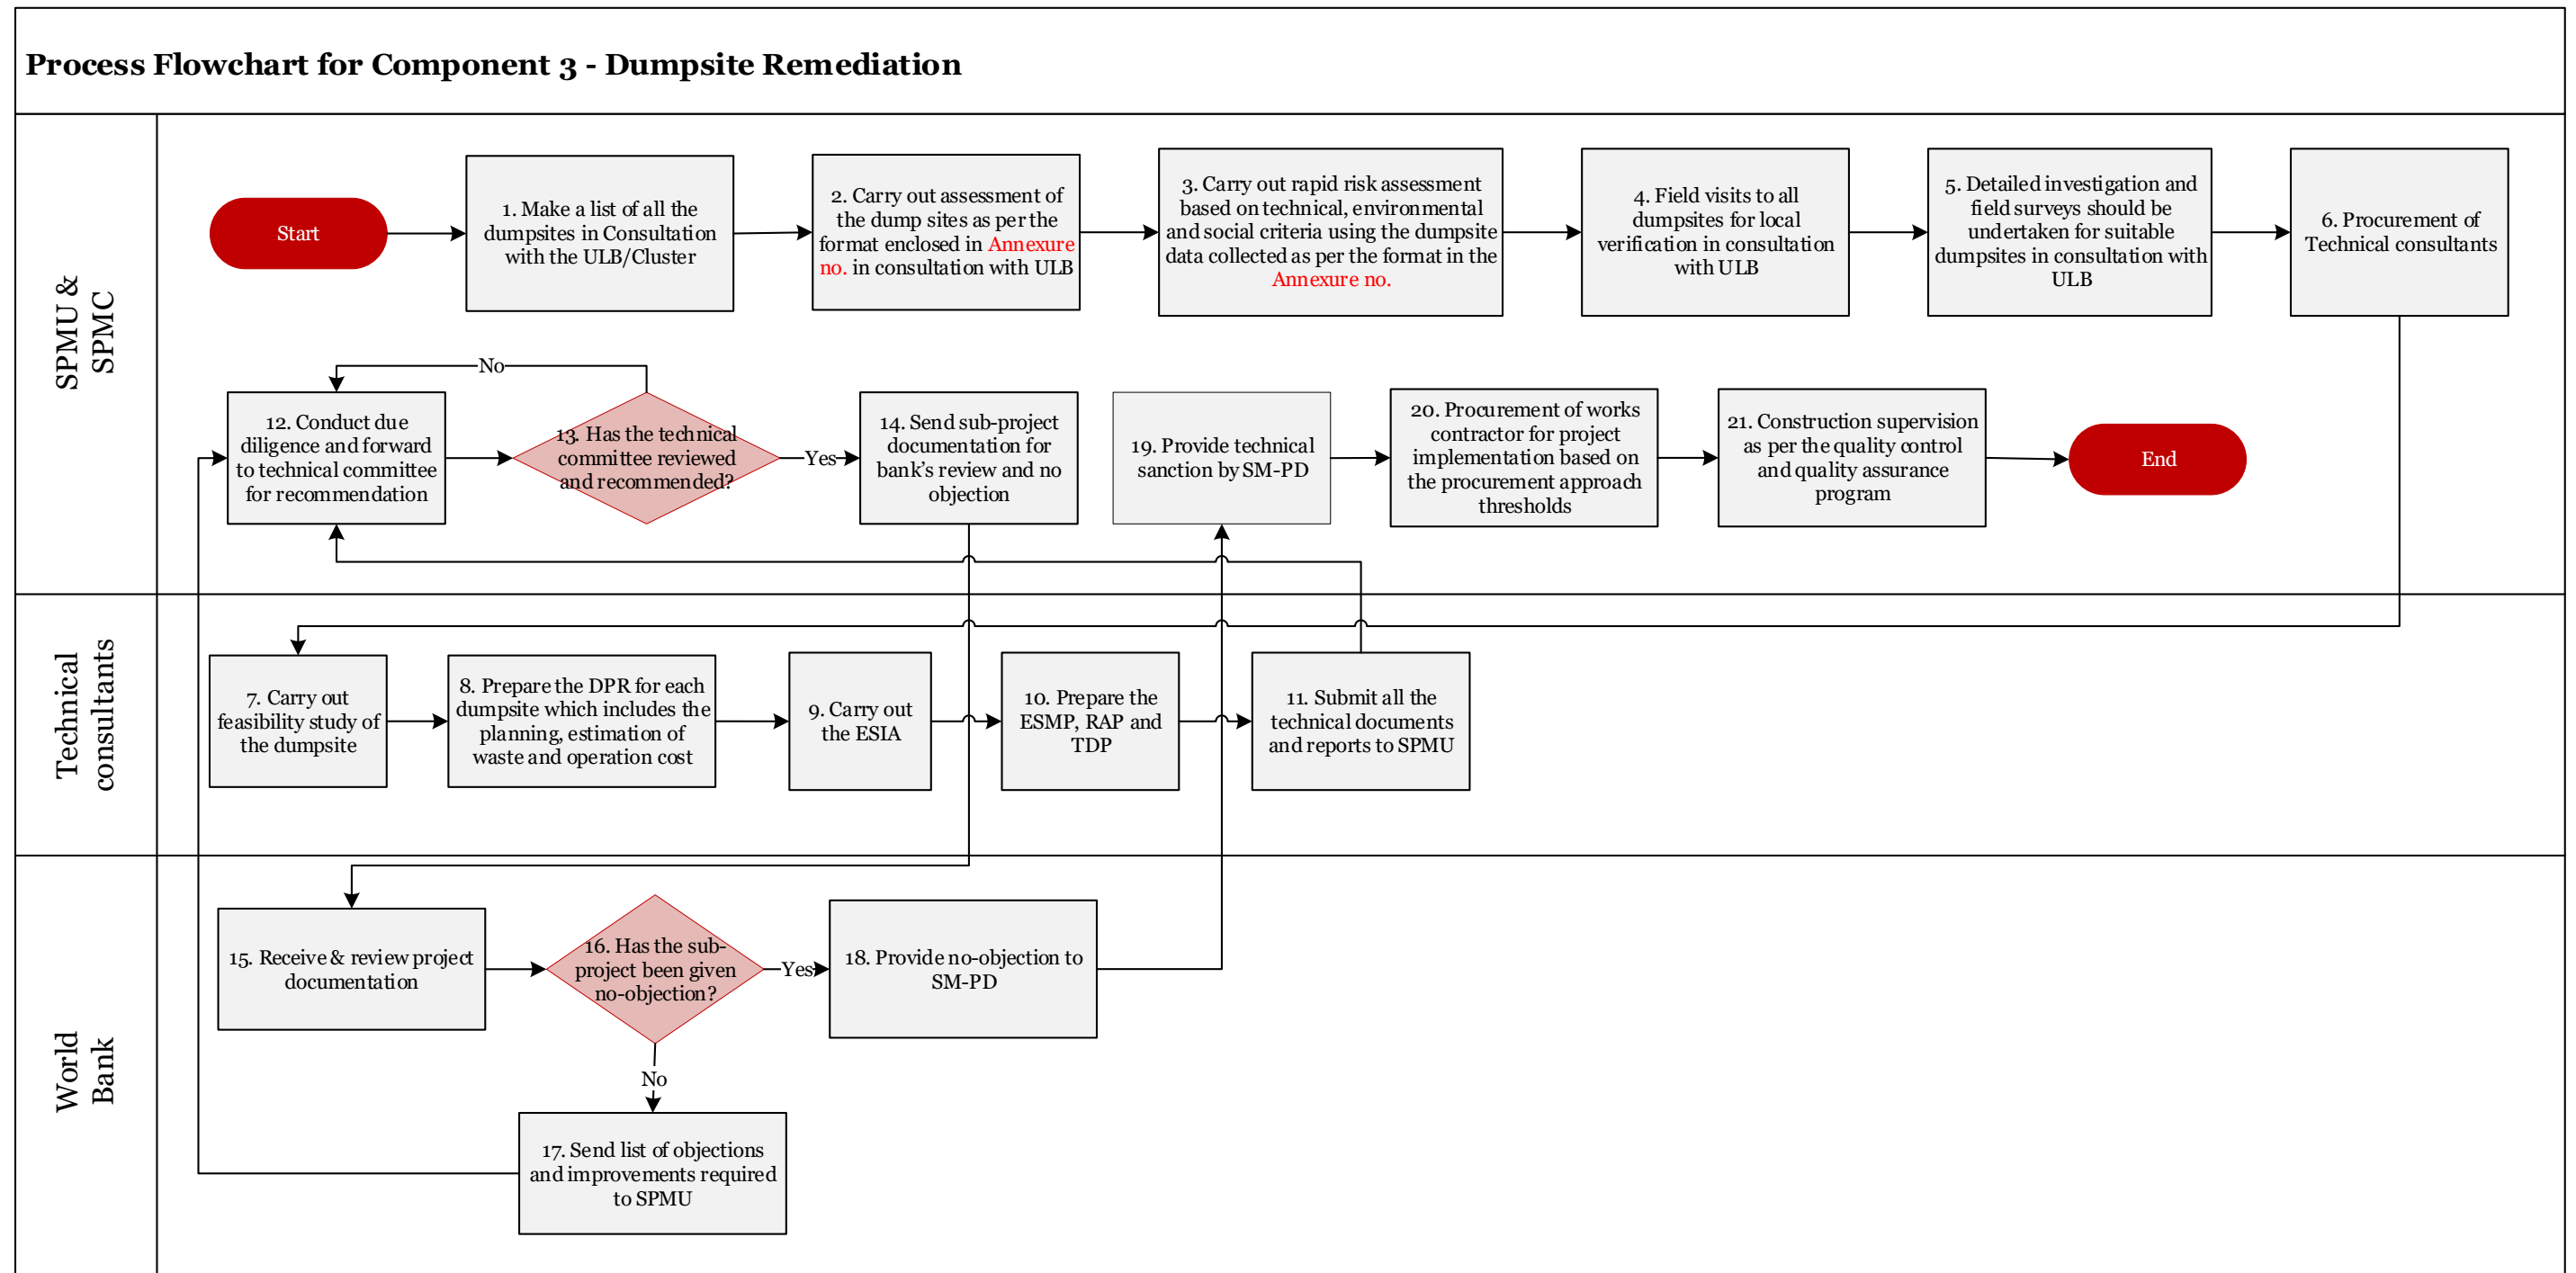 Process Flowchart for Component 3 - Dumpsite Remediation
SPMU &
SPMC
Start
1. Make a list of all the
dumpsites in Consultation
with the ULB/Cluster
2. Carry out assessment of
the dump sites as per the
format enclosed in Annexure
no. in consultation with ULB
3. Carry out rapid risk assessment
based on technical, environmental
and social criteria using the dumpsite
data collected as per the format in the
Annexure no.
4. Field visits to all
dumpsites for local
verification in consultation
with ULB
5. Detailed investigation and
field surveys should be
undertaken for suitable
dumpsites in consultation with
ULB
6. Procurement of
Technical consultants
No
12. Conduct due
diligence and forward
to technical committee
for recommendation
13. Has the technical
committee reviewed
and recommended?
Yes
14. Send sub-project
documentation for
bank's review and no
objection
19. Provide technical
sanction by SM-PD
20. Procurement of works
contractor for project
implementation based on
the procurement approach
thresholds
21. Construction supervision
as per the quality control
and quality assurance
program
End
Technical
consultants
7. Carry out
feasibility study of
the dumpsite
8. Prepare the DPR for each
dumpsite which includes the
planning, estimation of
waste and operation cost
9. Carry out
the ESIA
10. Prepare the
ESMP, RAP and
TDP
11. Submit all the
technical documents
and reports to SPMU
World
Bank
15. Receive & review project
documentation
16. Has the sub-
project been given
no-objection?
Yes
18. Provide no-objection to
SM-PD
No
17. Send list of objections
and improvements required
to SPMU